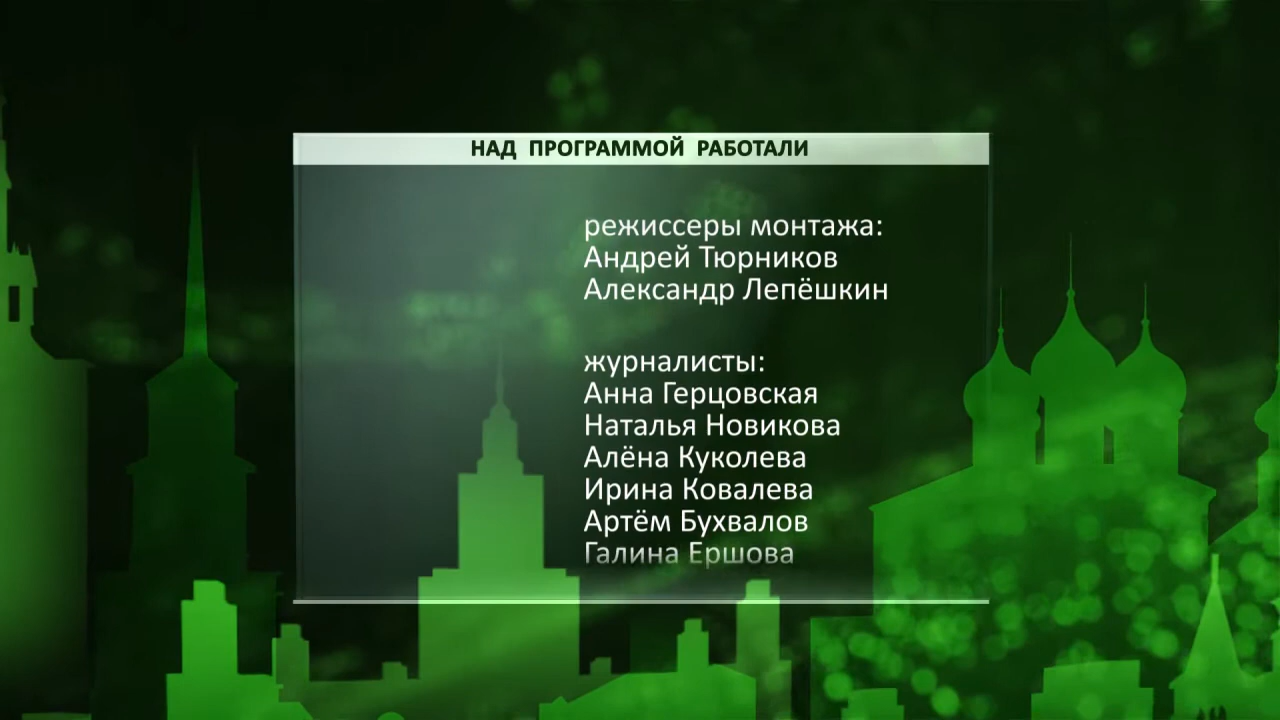 НАД ПРОГРАММОЙ РАБОТАЛИ
режиссеры монтажа:
Андрей Тюрников
Александр Лепёшкин
журналисты:
Анна Герцовская
Наталья Новикова
Алёна Куколева
Ирина Ковалева
Артём Бухвалов
Галина Ершова